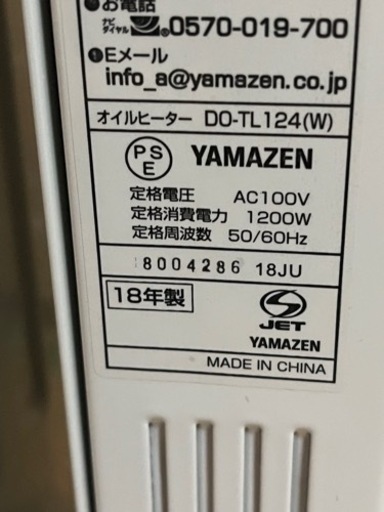 お電話
ナビダイヤル 0570-019-700
❶Eメール
info_a@yamazen.co.jp
オイルヒーター DO-TL124(W)
PSE YAMAZEN
定格電圧 AC100V
定格消費電力 1200W
定格周波数 50/60Hz
8004286 18JU
18年製
S
JET
YAMAZEN
MADE IN CHINA